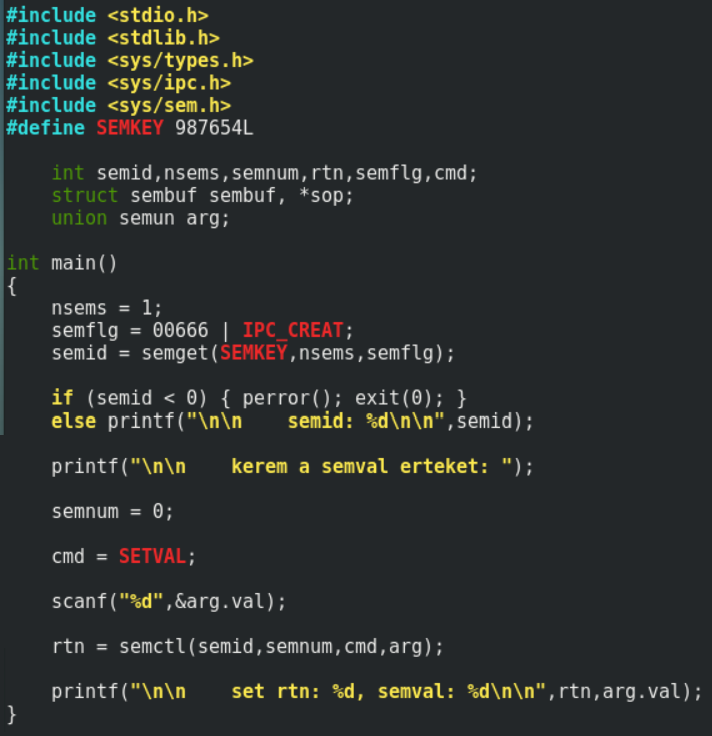 #include <stdio.h>
#include <stdlib.h>
#include <sys/types.h>
#include <sys/ipc.h>
#include <sys/sem.h>
#define SEMKEY 987654L
int semid,nsems,semnum,rtn,semflg,cmd;
struct sembuf sembuf, *sop;
union semun arg;
int main()
{
nsems = 1;
semflg = 00666 | IPC_CREAT;
semid = semget(SEMKEY,nsems,semflg);
if (semid < 0) { perror(); exit(0); }
else printf("\n\n    semid: %d\n\n",semid);
printf("\n\n    kerem a semval erteket: ");
semnum = 0;
cmd = SETVAL;
scanf("%d",&arg.val);
rtn = semctl(semid,semnum,cmd,arg);
printf("\n\n    set rtn: %d, semval: %d\n\n",rtn,arg.val);
}